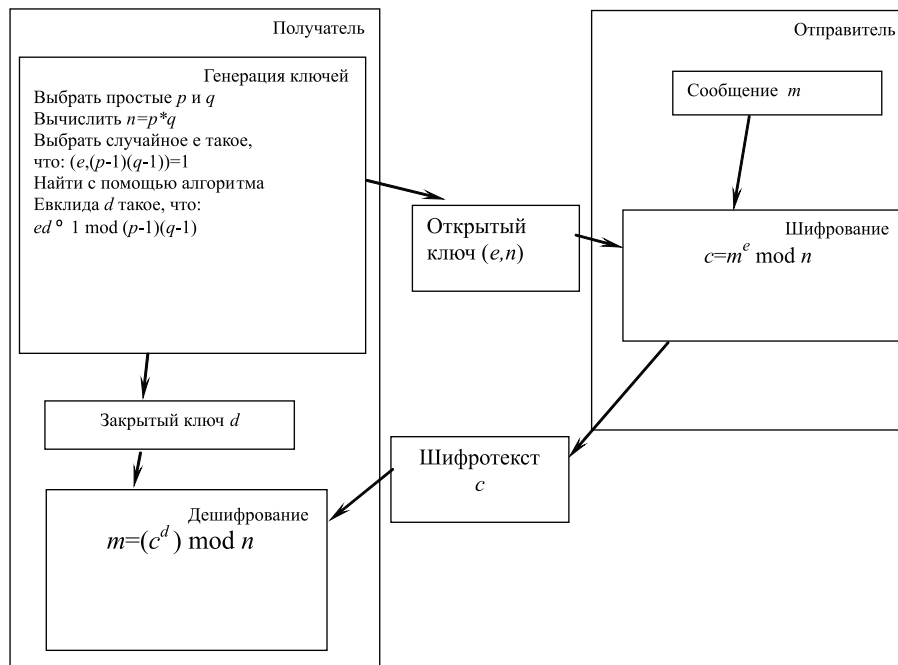 Получатель
Генерация ключей
Выбрать простые p и q
Вычислить n=p*q
Выбрать случайное e такое,
что: (e,(p-1)(q-1))=1
Найти с помощью алгоритма
Евклида d такое, что:
ed º 1 mod (p-1)(q-1)
Закрытый ключ d
Дешифрование
m=(c^d) mod n
Открытый
ключ (e,n)
Шифротекст
c
Отправитель
Сообщение m
Шифрование
c=m^e mod n